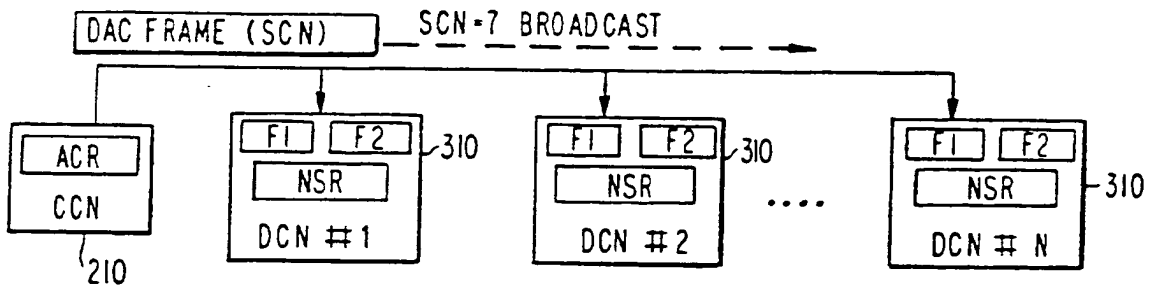 DAC FRAME (SCN)
SCN=7 BROADCAST
ACR
CCN
210
F1 F2
NSR
DCN #1
310
F1 F2
NSR
DCN #2
310
....
F1 F2
NSR
DCN # N
310